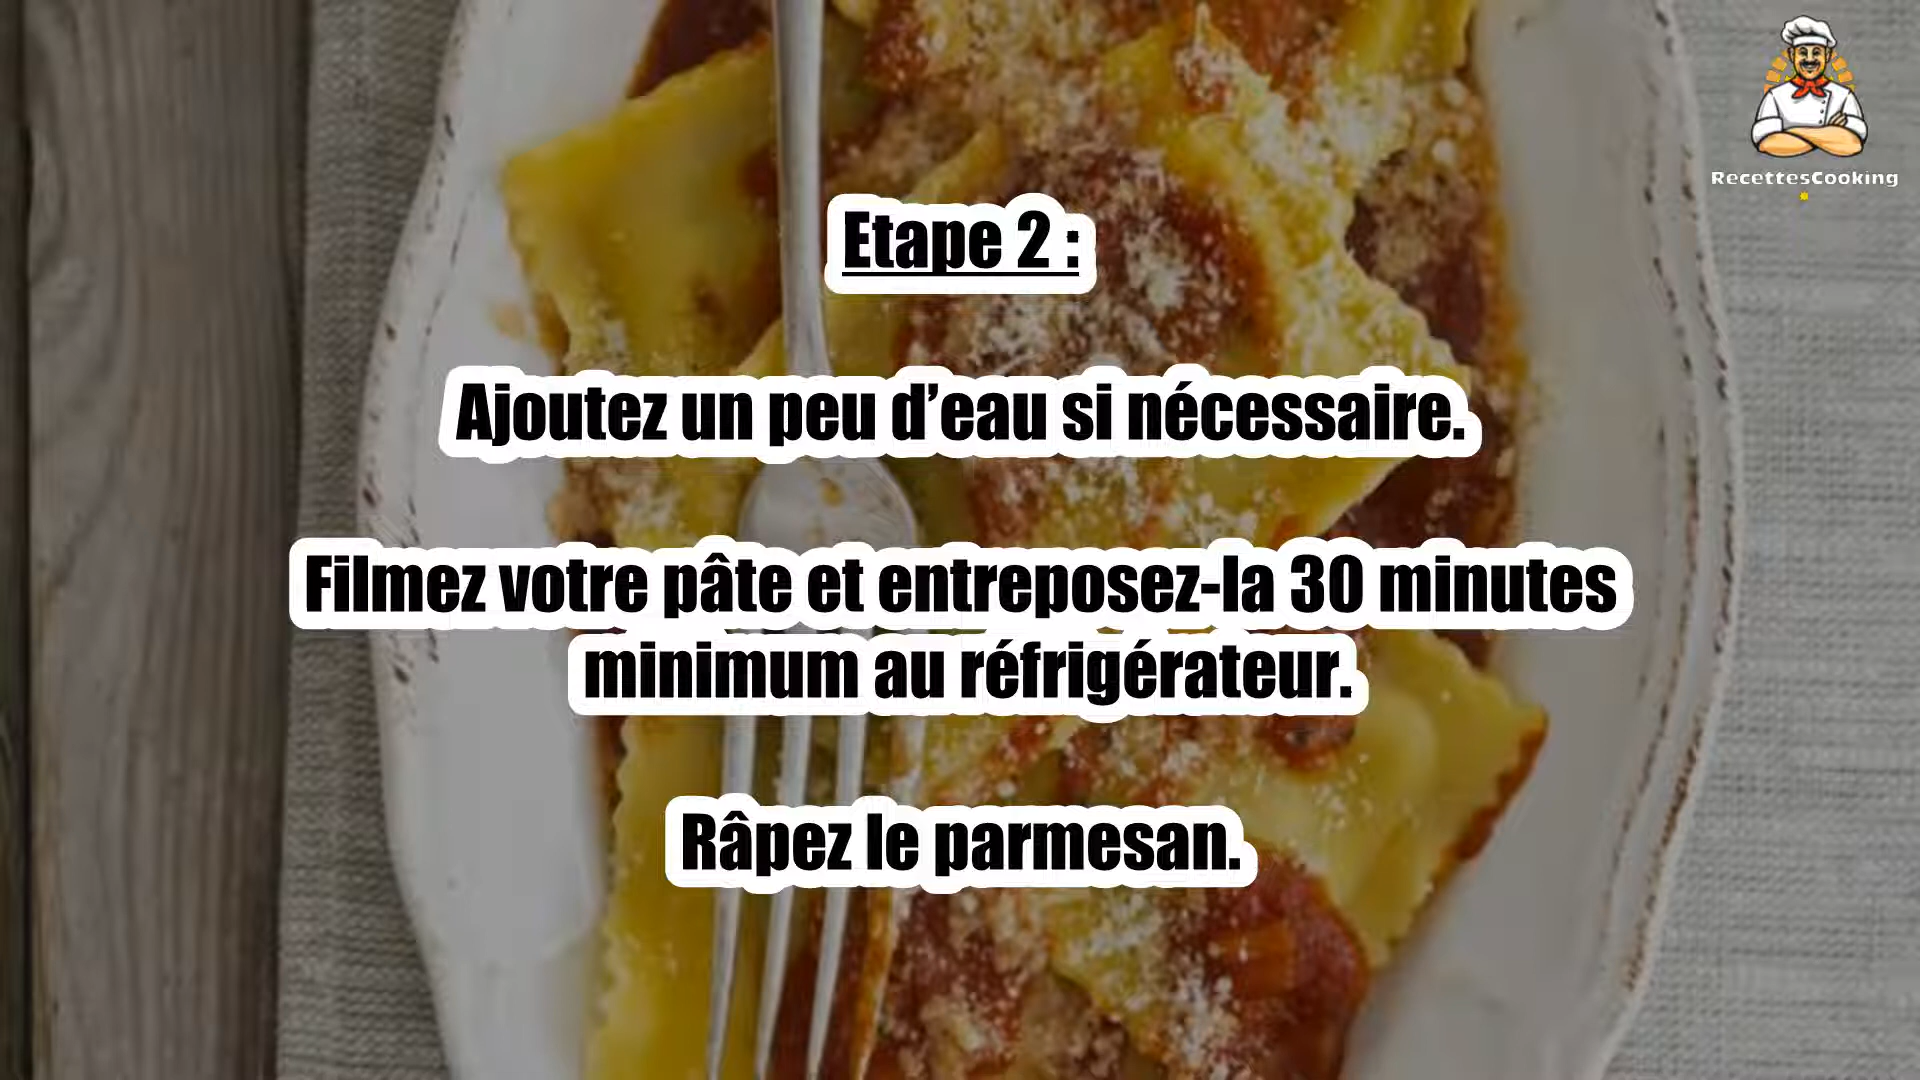 RecettesCooking
Etape 2 :
Ajoutez un peu d’eau si nécessaire.
Filmez votre pâte et entreposez-la 30 minutes
minimum au réfrigérateur.
Râpez le parmesan.